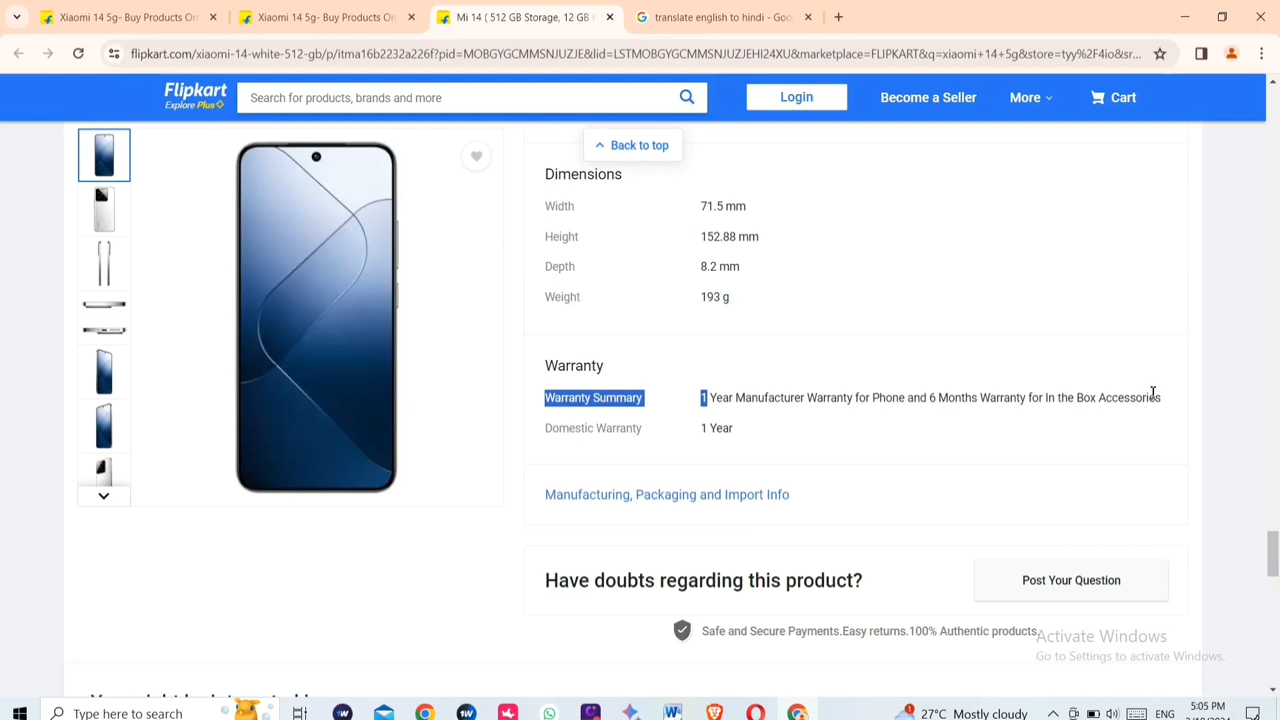 Xiaomi 14 5g- Buy Products On
Xiaomi 14 5g- Buy Products On
Mi 14 ( 512 GB Storage, 12 GB
translate english to hindi - Goo
flipkart.com/xiaomi-14-white-512-gb/p/itma16b2232a226f?pid=MOBGYGCMMSNJUZJE&lid=LSTMOBGYGCMMSNJUZJEHI24XU&marketplace=FLIPKART&q=xiaomi+14+5g&store=tyy%2F4io&sr...
Flipkart
Explore Plus
Search for products, brands and more
Login
Become a Seller
More
Cart
Back to top
Dimensions
Width 71.5 mm
Height 152.88 mm
Depth 8.2 mm
Weight 193 g
Warranty
Warranty Summary 1 Year Manufacturer Warranty for Phone and 6 Months Warranty for In the Box Accessories
Domestic Warranty 1 Year
Manufacturing, Packaging and Import Info
Have doubts regarding this product?
Post Your Question
Safe and Secure Payments.Easy returns.100% Authentic products.
Activate Windows
Go to Settings to activate Windows.
Type here to search
27°C Mostly cloudy
ENG
5:05 PM